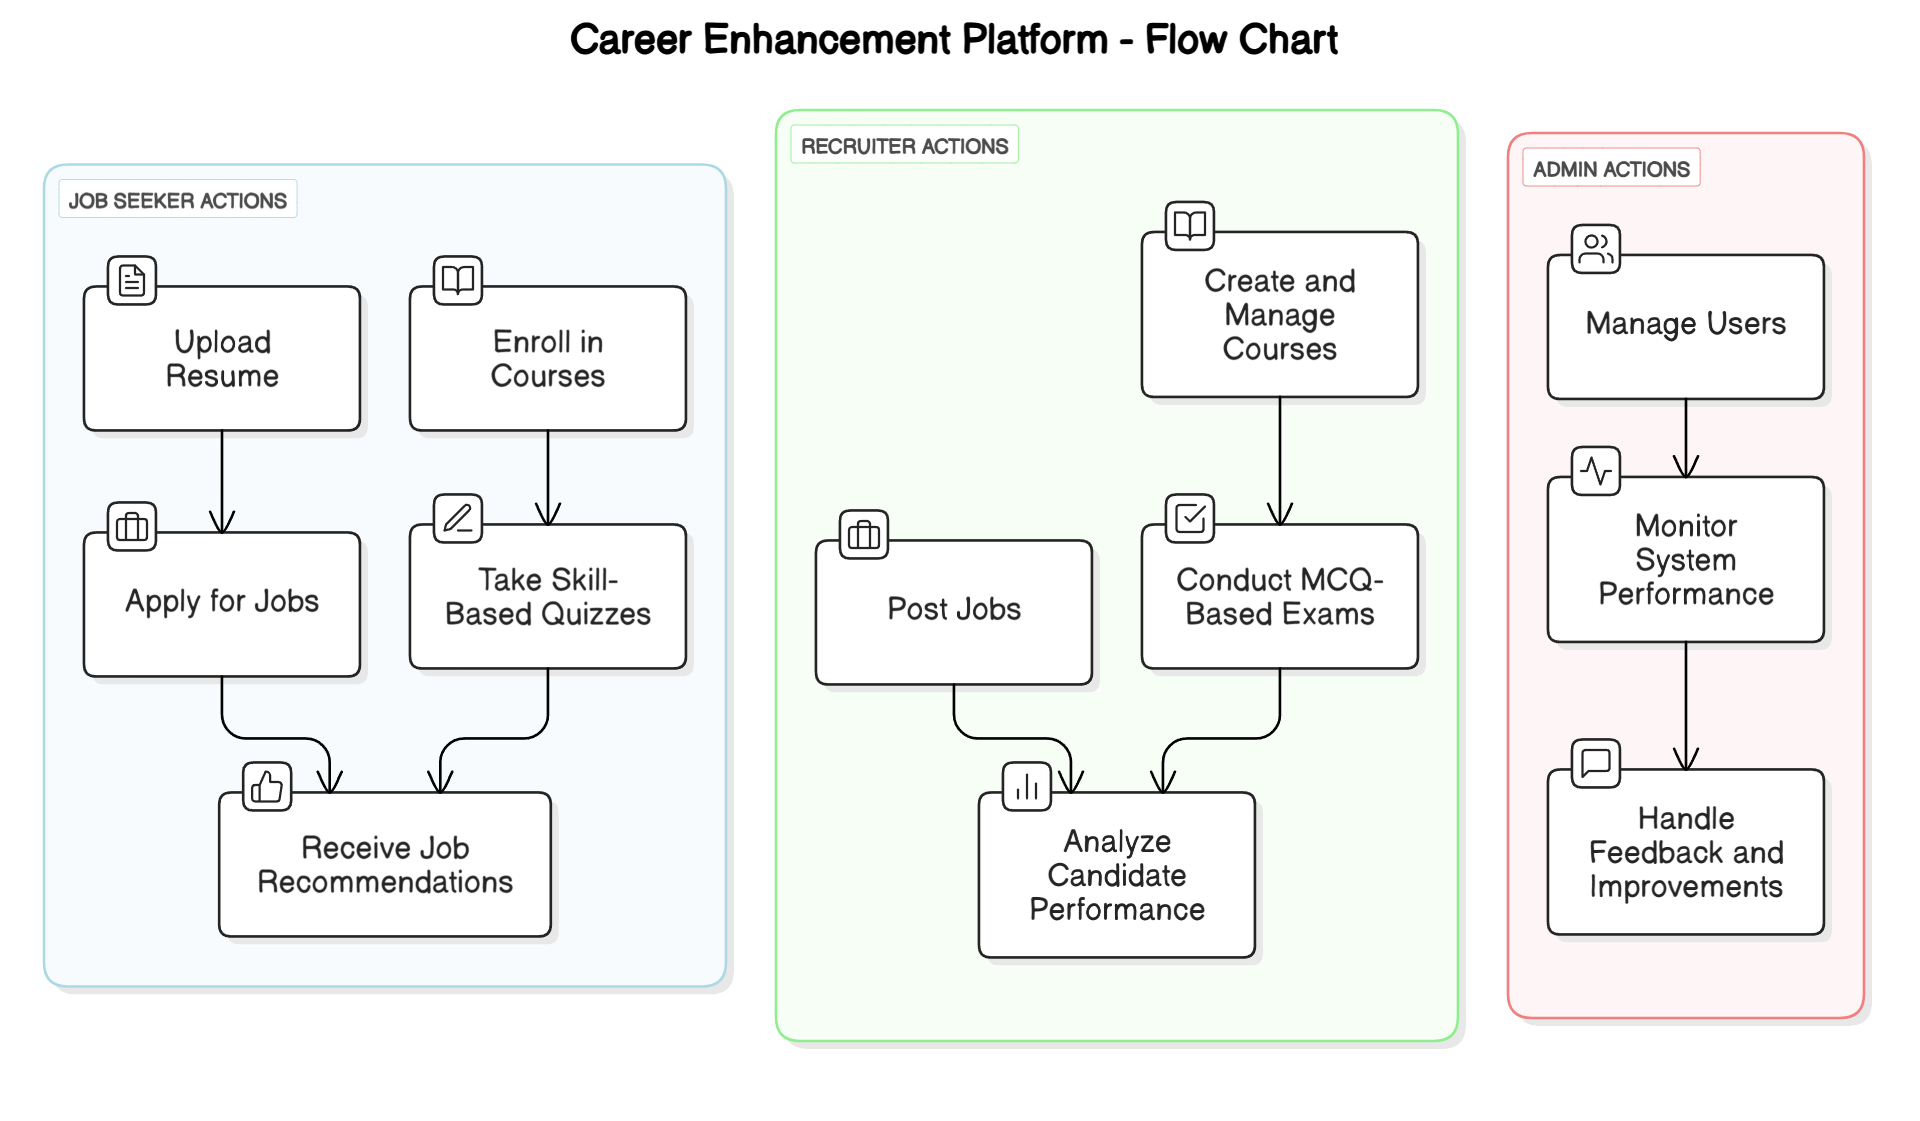 Career Enhancement Platform - Flow Chart
JOB SEEKER ACTIONS
Upload
Resume
Enroll in
Courses
Apply for Jobs
Take Skill-
Based Quizzes
Receive Job
Recommendations
RECRUITER ACTIONS
Create and
Manage
Courses
Post Jobs
Conduct MCQ-
Based Exams
Analyze
Candidate
Performance
ADMIN ACTIONS
Manage Users
Monitor
System
Performance
Handle
Feedback and
Improvements